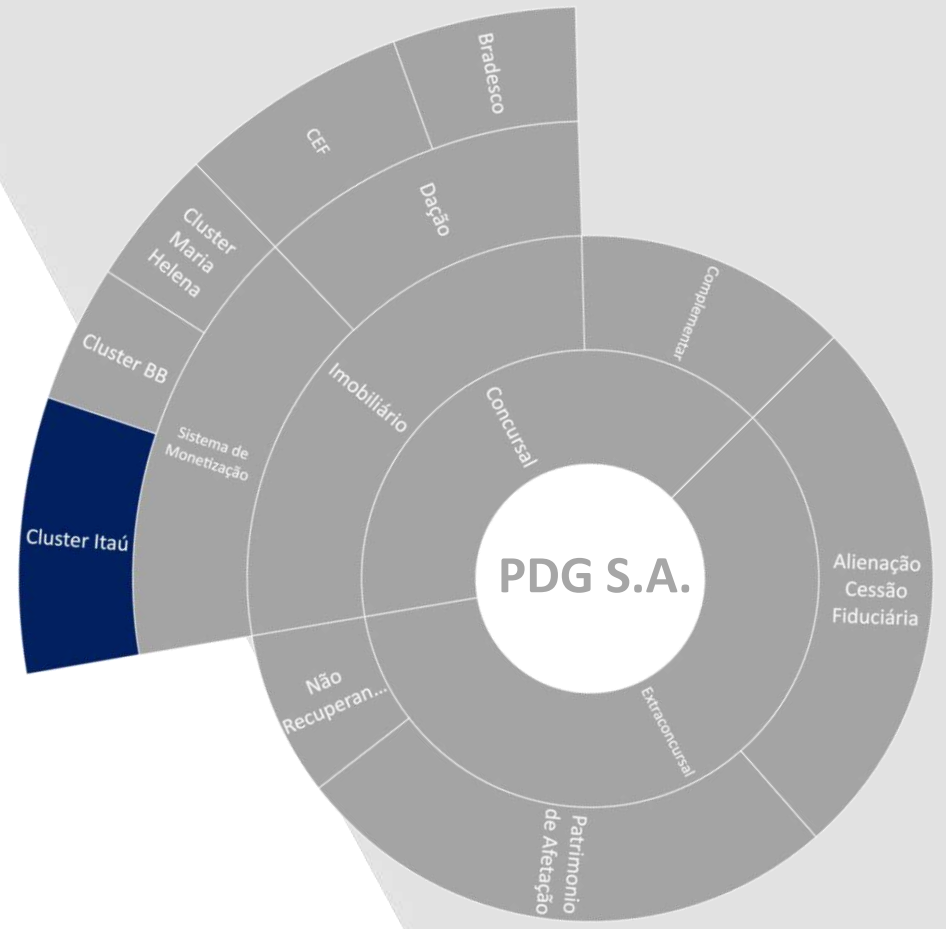 Bradesco
CEF
Dação
Cluster
Maria
Helena
Cluster BB
Cluster Itaú
Sistema de
Monetização
Imobiliário
Complementar
Concursal
PDG S.A.
Alienação
Cessão
Fiduciária
Extraconcursal
Não
Recuperan...
Patrimonio
de Afetação